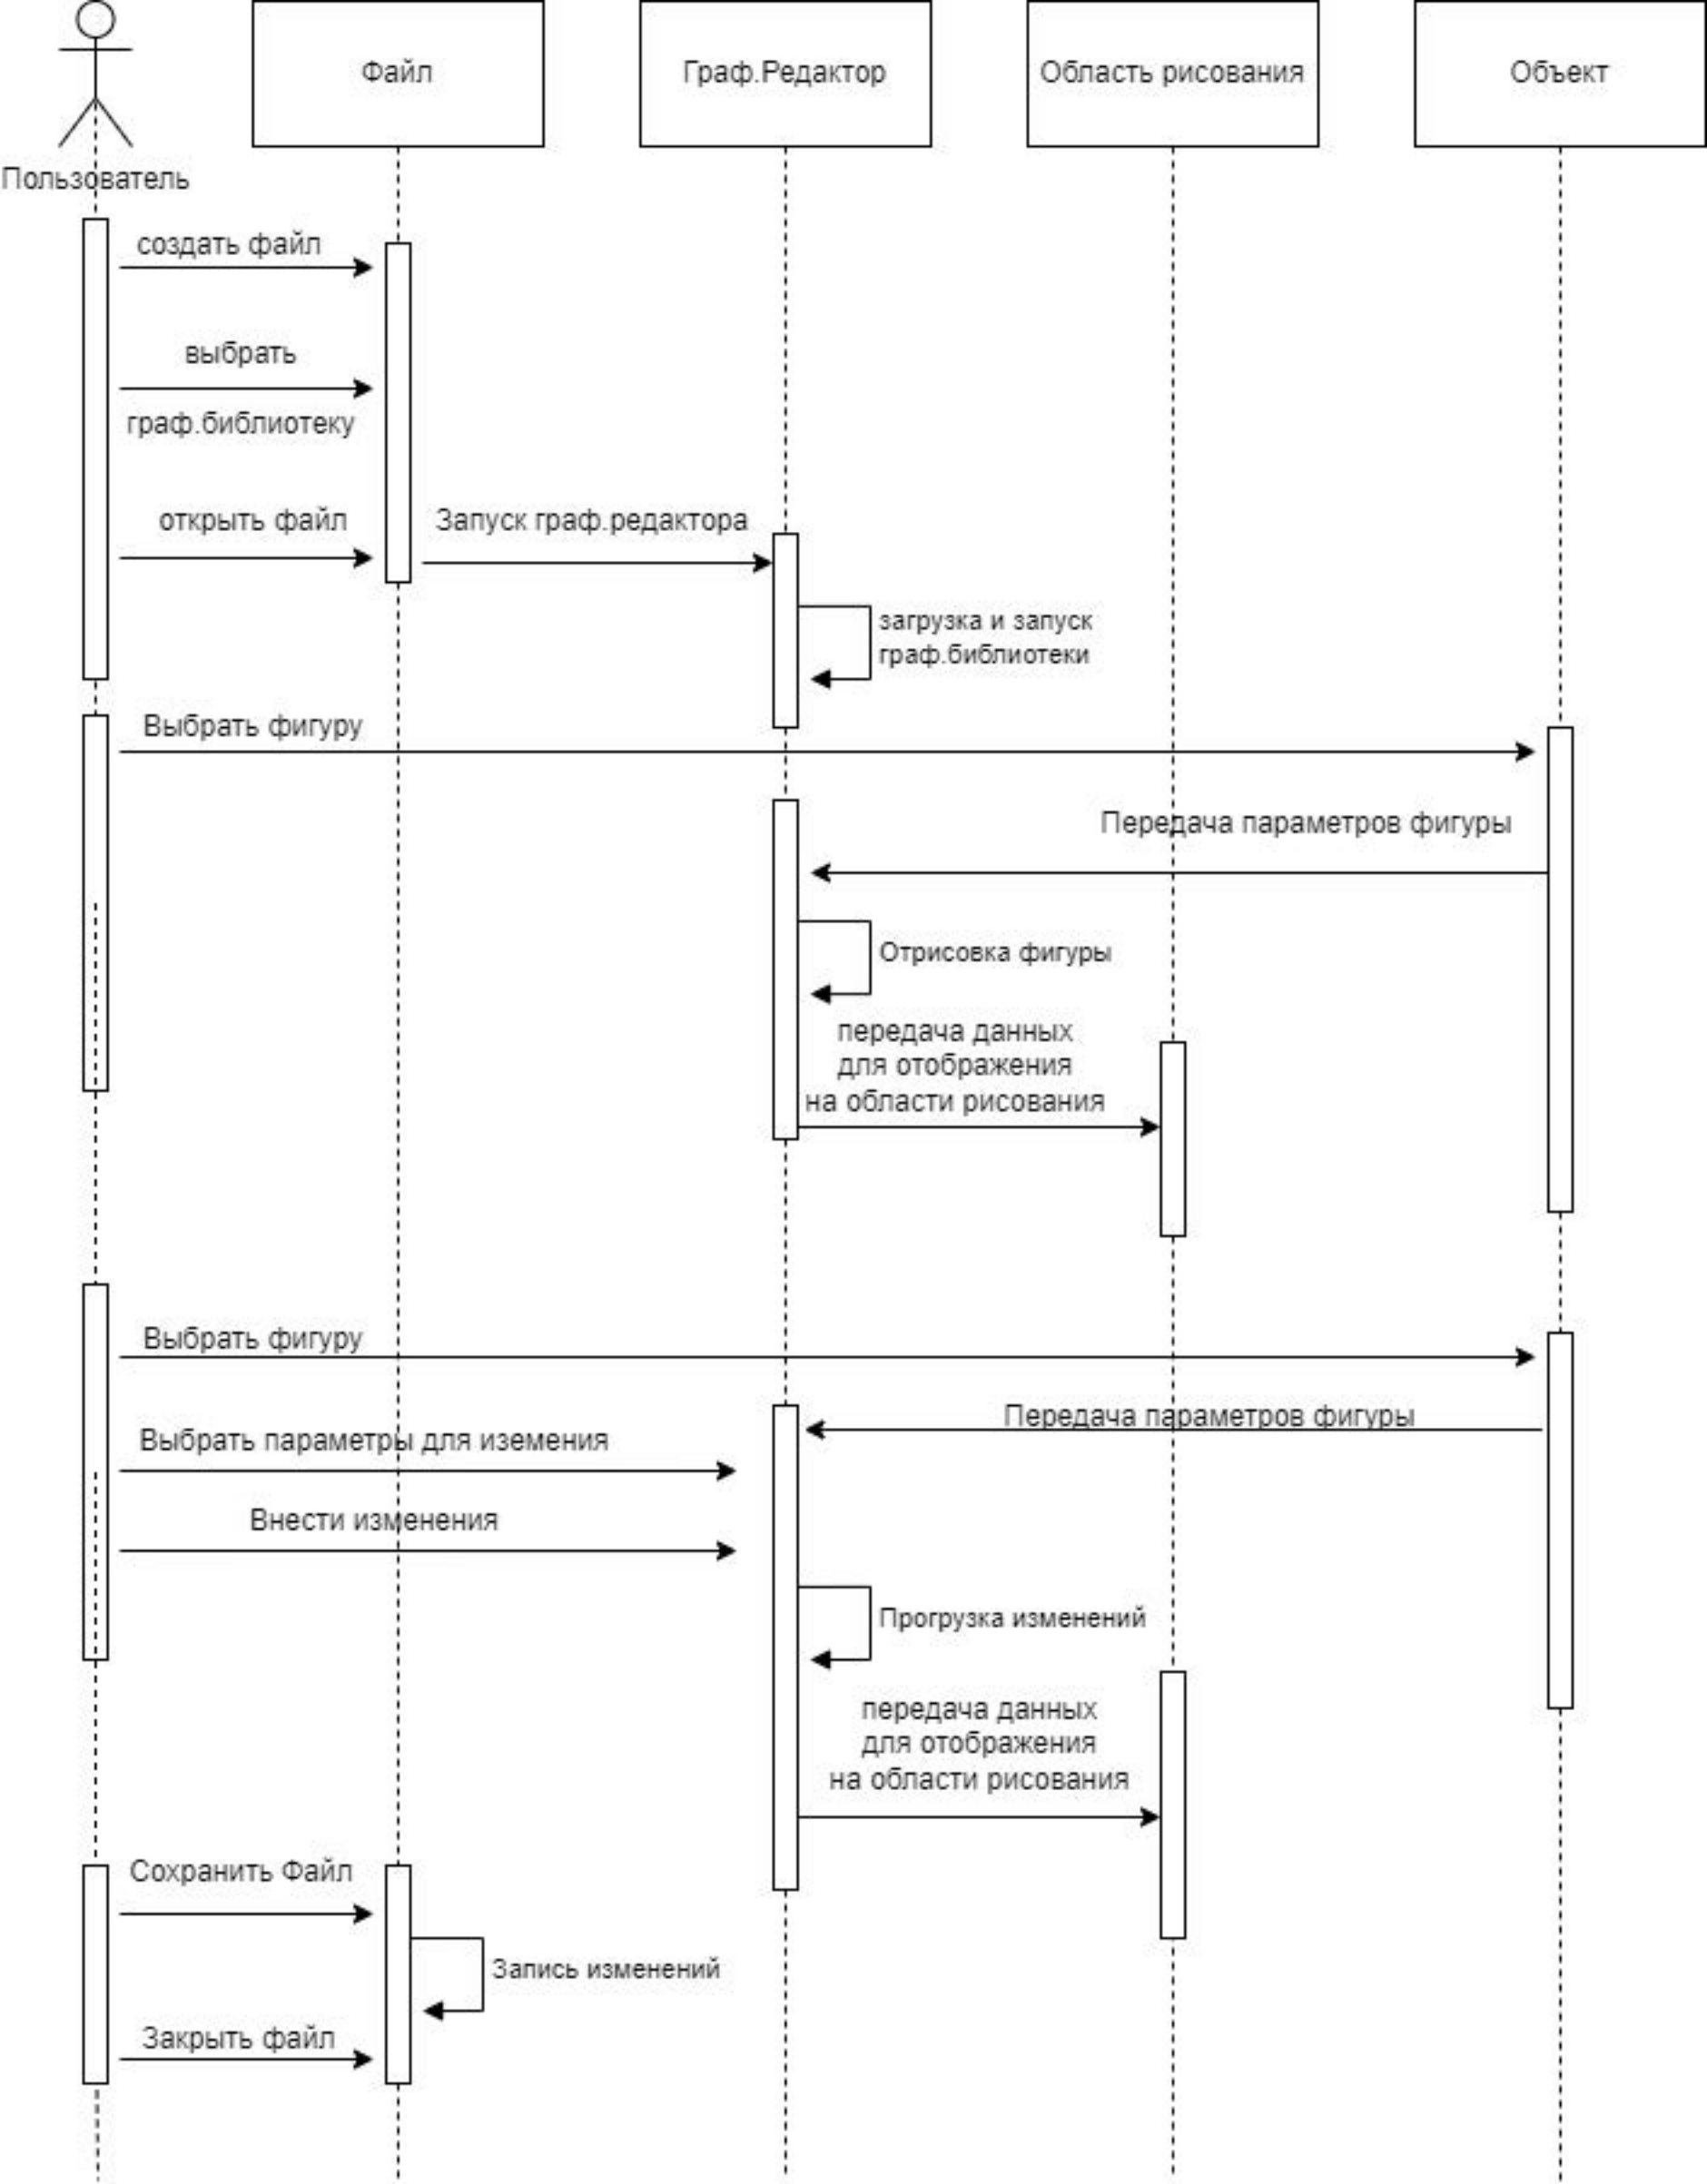 Файл
Граф.Редактор
Область рисования
Объект
Пользователь
создать файл
выбрать
граф.библиотеку
открыть файл
Запуск граф.редактора
загрузка и запуск
граф.библиотеки
Выбрать фигуру
Передача параметров фигуры
Отрисовка фигуры
передача данных
для отображения
на области рисования
Выбрать фигуру
Передача параметров фигуры
Выбрать параметры для иземения
Внести изменения
Прогрузка изменений
передача данных
для отображения
на области рисования
Сохранить Файл
Запись изменений
Закрыть файл